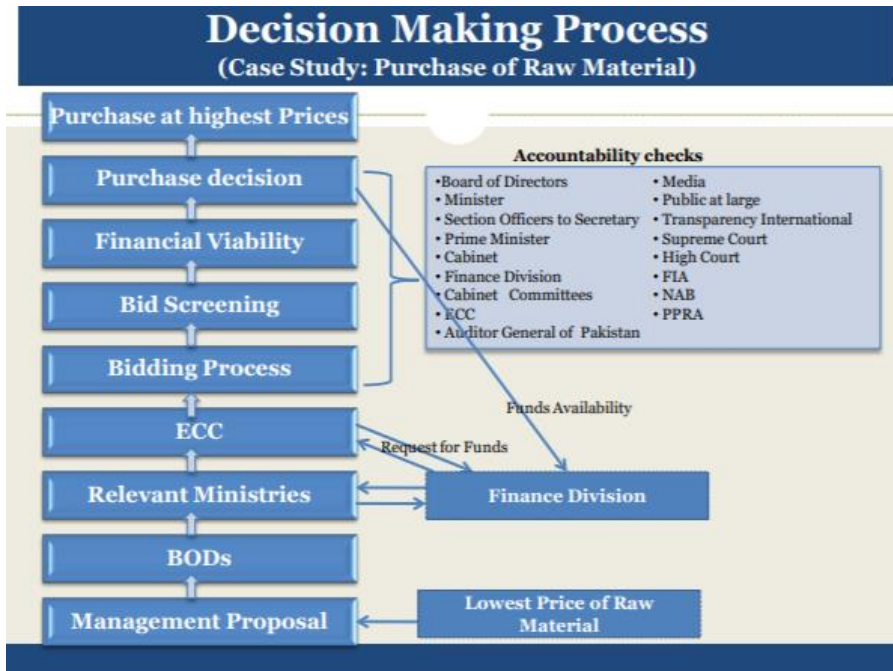 Decision Making Process
(Case Study: Purchase of Raw Material)
Purchase at highest Prices
Purchase decision
Financial Viability
Bid Screening
Bidding Process
ECC
Relevant Ministries
BODs
Management Proposal
Accountability checks
•Board of Directors
•Minister
•Section Officers to Secretary
•Prime Minister
•Cabinet
•Finance Division
•Cabinet Committees
•ECC
•Auditor General of Pakistan
• Media
• Public at large
• Transparency International
• Supreme Court
• High Court
• FIA
• NAB
• PPRA
Funds Availability
Request for Funds
Finance Division
Lowest Price of Raw
Material